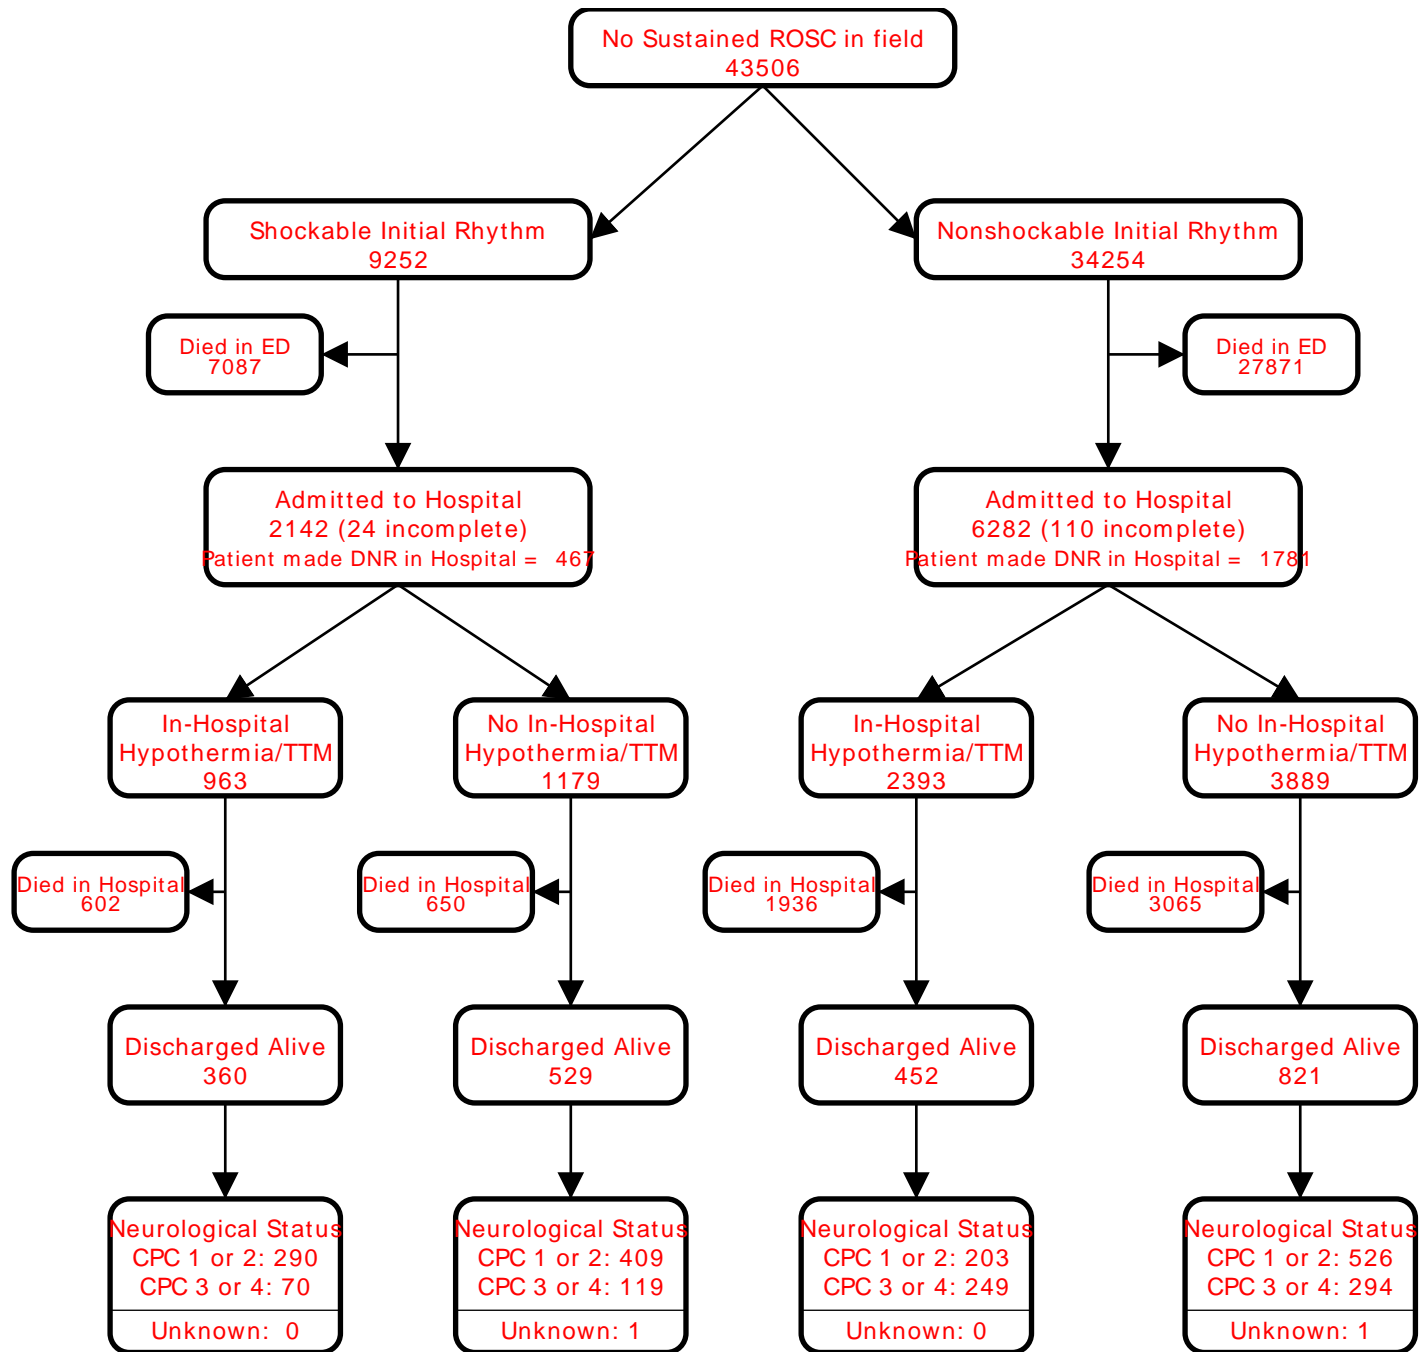 No Sustained ROSC in field
43506
Shockable Initial Rhythm
9252
Nonshockable Initial Rhythm
34254
Died in ED
7087
Died in ED
27871
Admitted to Hospital
2142 (24 incomplete)
Patient made DNR in Hospital = 467
Admitted to Hospital
6282 (110 incomplete)
Patient made DNR in Hospital = 1781
In-Hospital
Hypothermia/TTM
963
No In-Hospital
Hypothermia/TTM
1179
In-Hospital
Hypothermia/TTM
2393
No In-Hospital
Hypothermia/TTM
3889
Died in Hospital
602
Died in Hospital
650
Died in Hospital
1936
Died in Hospital
3065
Discharged Alive
360
Discharged Alive
529
Discharged Alive
452
Discharged Alive
821
Neurological Status
CPC 1 or 2: 290
CPC 3 or 4: 70
Unknown: 0
Neurological Status
CPC 1 or 2: 409
CPC 3 or 4: 119
Unknown: 1
Neurological Status
CPC 1 or 2: 203
CPC 3 or 4: 249
Unknown: 0
Neurological Status
CPC 1 or 2: 526
CPC 3 or 4: 294
Unknown: 1